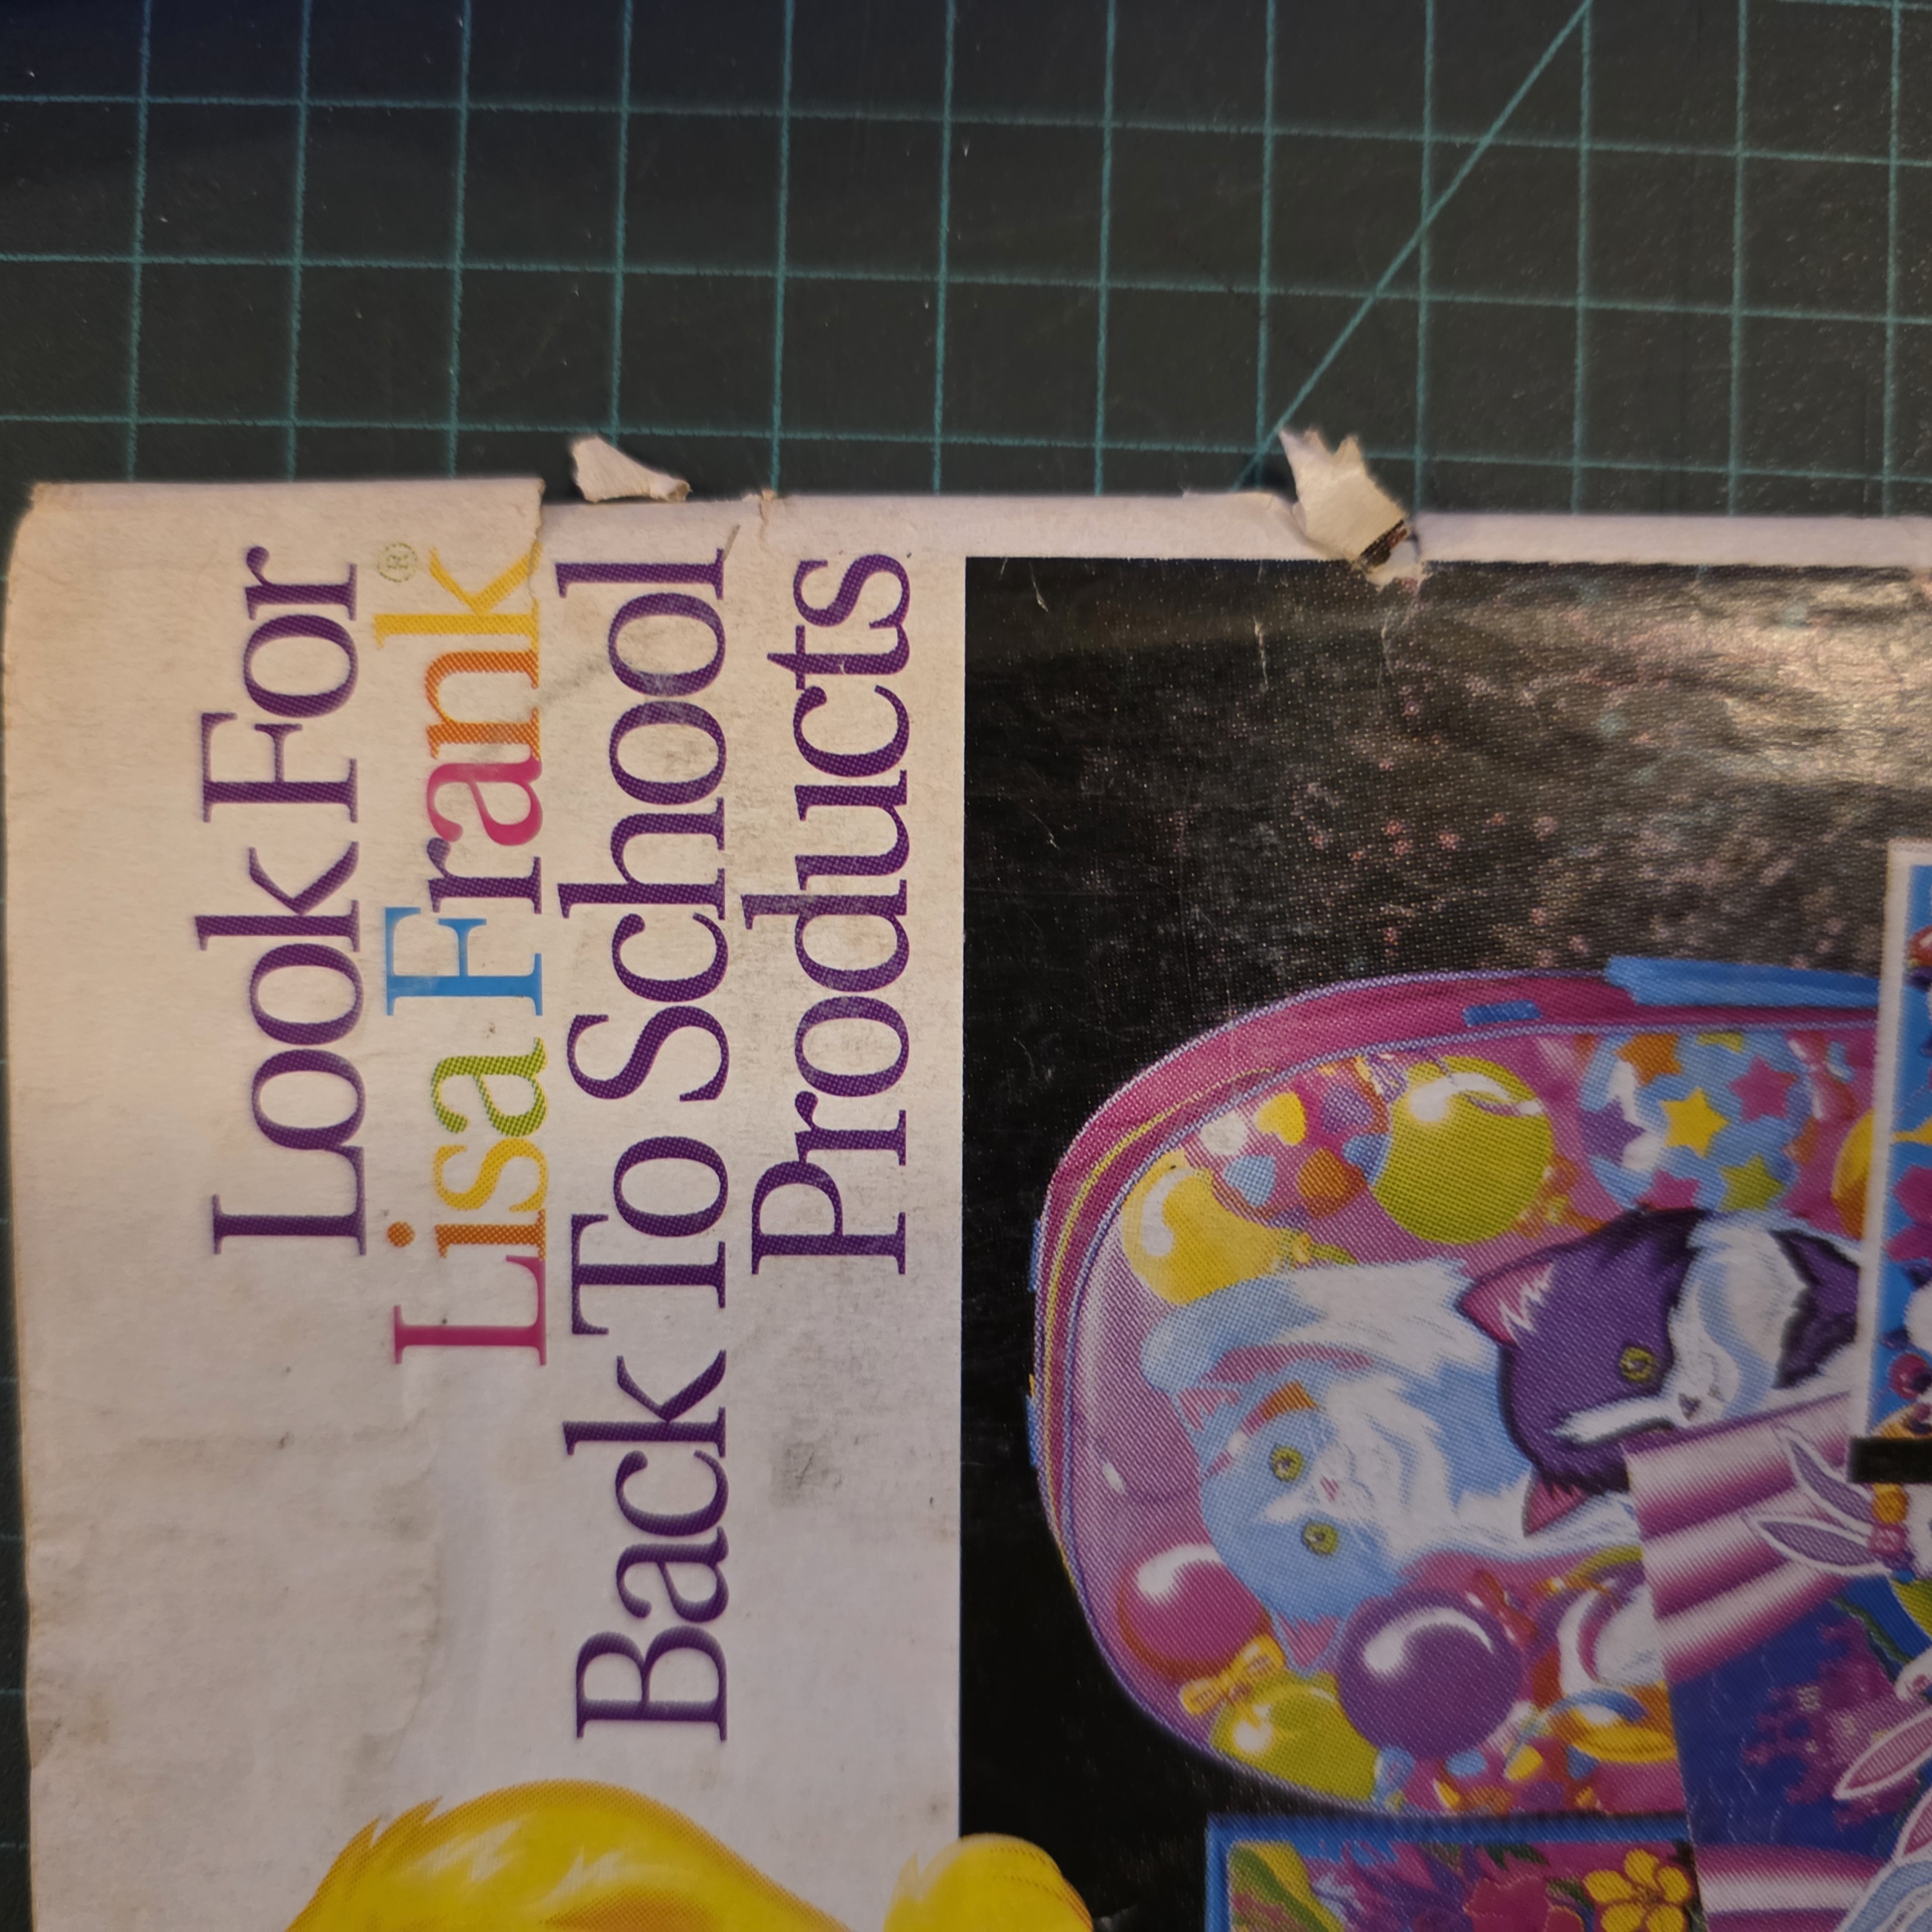 Look For
Lisa Frank®
Back To School
Products